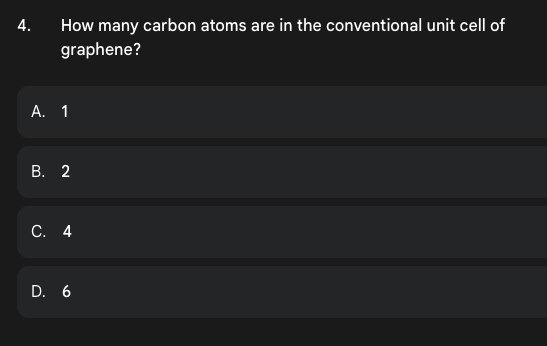 4. How many carbon atoms are in the conventional unit cell of
graphene?
A. 1
B. 2
C. 4
D. 6